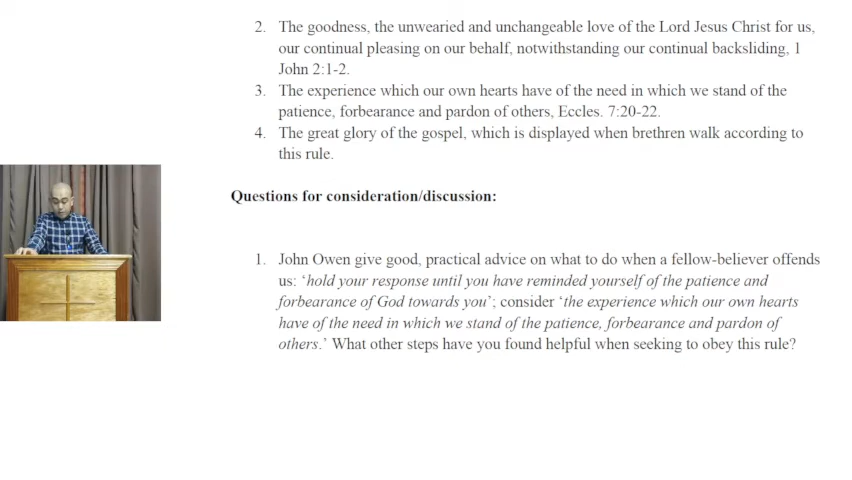 2. The goodness, the unwearied and unchangeable love of the Lord Jesus Christ for us,
our continual pleasing on our behalf, notwithstanding our continual backsliding, 1
John 2:1-2.
3. The experience which our own hearts have of the need in which we stand of the
patience, forbearance and pardon of others, Eccles. 7:20-22.
4. The great glory of the gospel, which is displayed when brethren walk according to
this rule.
Questions for consideration/discussion:
1. John Owen give good, practical advice on what to do when a fellow-believer offends
us: ‘hold your response until you have reminded yourself of the patience and
forbearance of God towards you’; consider ‘the experience which our own hearts
have of the need in which we stand of the patience, forbearance and pardon of
others.’ What other steps have you found helpful when seeking to obey this rule?